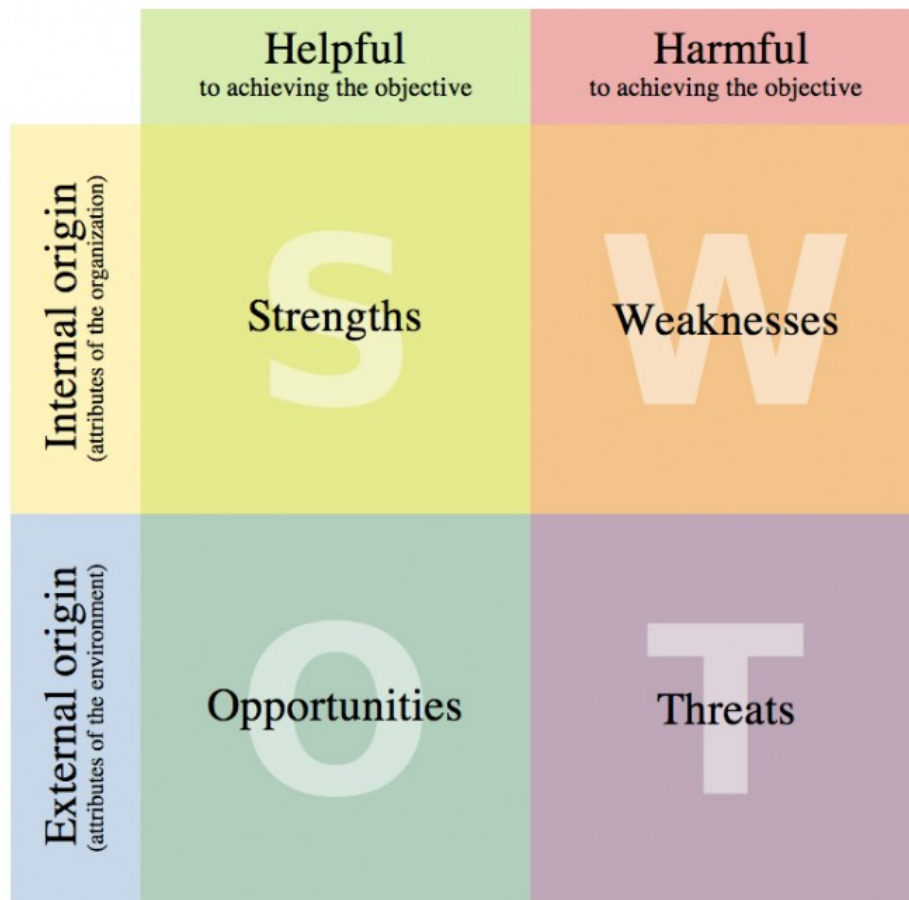 Helpful
to achieving the objective
Harmful
to achieving the objective
Internal origin
(attributes of the organization)
S
Strengths
W
Weaknesses
External origin
(attributes of the environment)
O
Opportunities
T
Threats